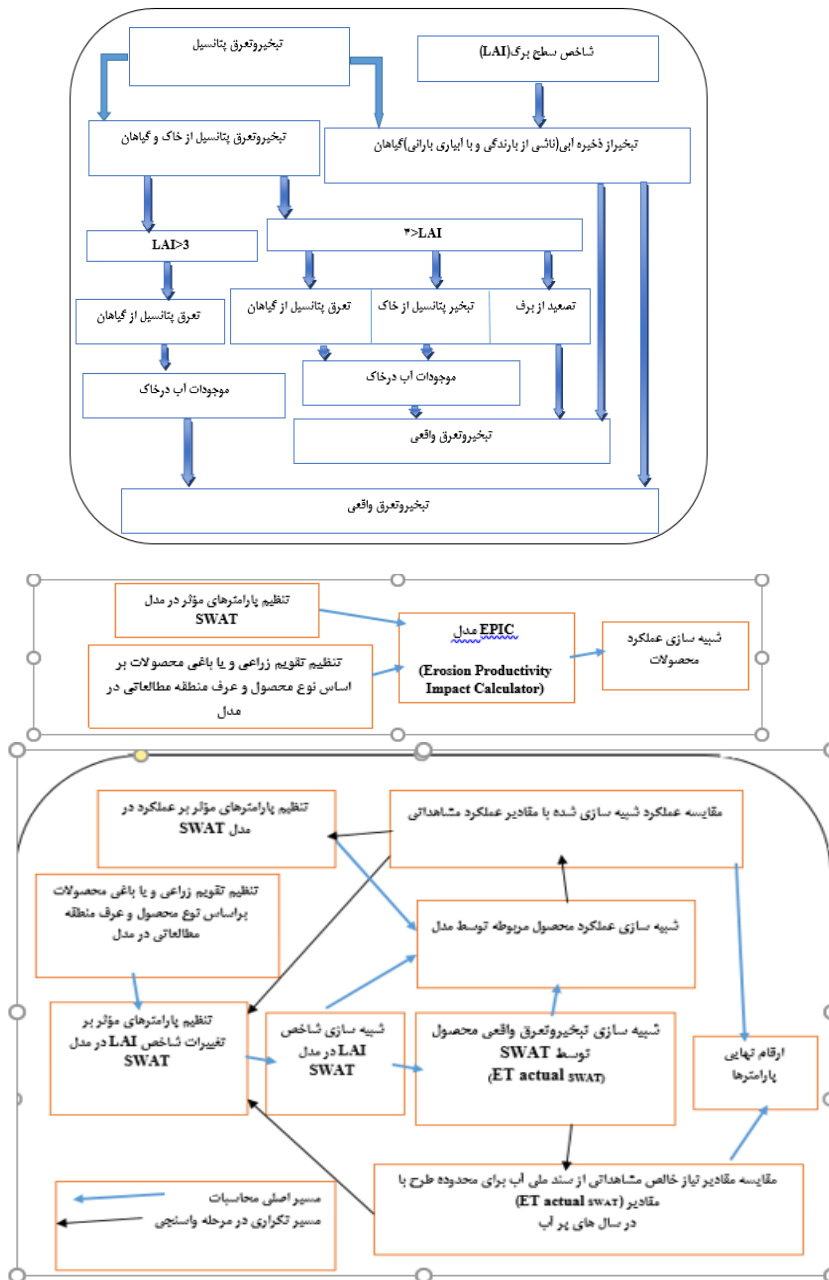 تبخیروتعرق پتانسیل
شاخص سطح برگ(LAI)
تبخیروتعرق پتانسیل از خاک و گیاهان
تبخیراز ذخیره آبی(ناشی از بارندگی و با آبیاری بارانی)گیاهان
LAI>3
۳>LAI
تعرق پتانسیل از گیاهان
تعرق پتانسیل از گیاهان
تبخیر پتانسیل از خاک
تصعید از برف
موجودات آب درخاک
موجودات آب درخاک
تبخیروتعرق واقعی
تبخیروتعرق واقعی
تنظیم پارامترهای مؤثر در مدل
SWAT
تنظیم تقویم زراعی و یا باغی محصولات بر
اساس نوع محصول و عرف منطقه مطالعاتی در
مدل
مدل EPIC
(Erosion Productivity
Impact Calculator)
شبیه سازی عملکرد
محصولات
تنظیم پارامترهای مؤثر بر عملکرد در
مدل SWAT
مقایسه عملکرد شبیه سازی شده با مقادیر عملکرد مشاهداتی
تنظیم تقویم زراعی و یا باغی محصولات
براساس نوع محصول و عرف منطقه
مطالعاتی در مدل
شبیه سازی عملکرد محصول مربوطه توسط مدل
تنظیم پارامترهای مؤثر بر
تغییرات شاخص LAI در مدل
SWAT
شبیه سازی شاخص
LAI در مدل
SWAT
شبیه سازی تبخیروتعرق واقعی محصول
توسط SWAT
(ET actual SWAT)
ارقام نهایی
پارامترها
مقایسه مقادیر نیاز خالص مشاهداتی از سند ملی آب برای محدوده طرح با
مقادیر (ET actual SWAT)
در سال های پر آب
مسیر اصلی محاسبات
مسیر تکراری در مرحله واسنجی